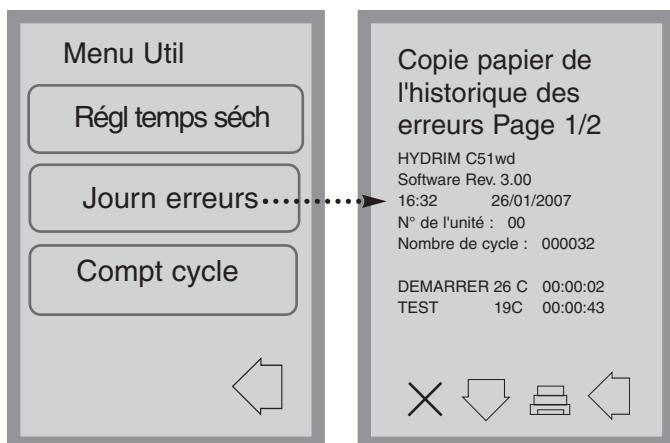 Menu Util
Régl temps séch
Journ erreurs
Compt cycle
Copie papier de
l'historique des
erreurs Page 1/2
HYDRIM C51wd
Software Rev. 3.00
16:32 26/01/2007
N° de l'unité : 00
Nombre de cycle : 000032
DEMARRER 26 C 00:00:02
TEST 19C 00:00:43